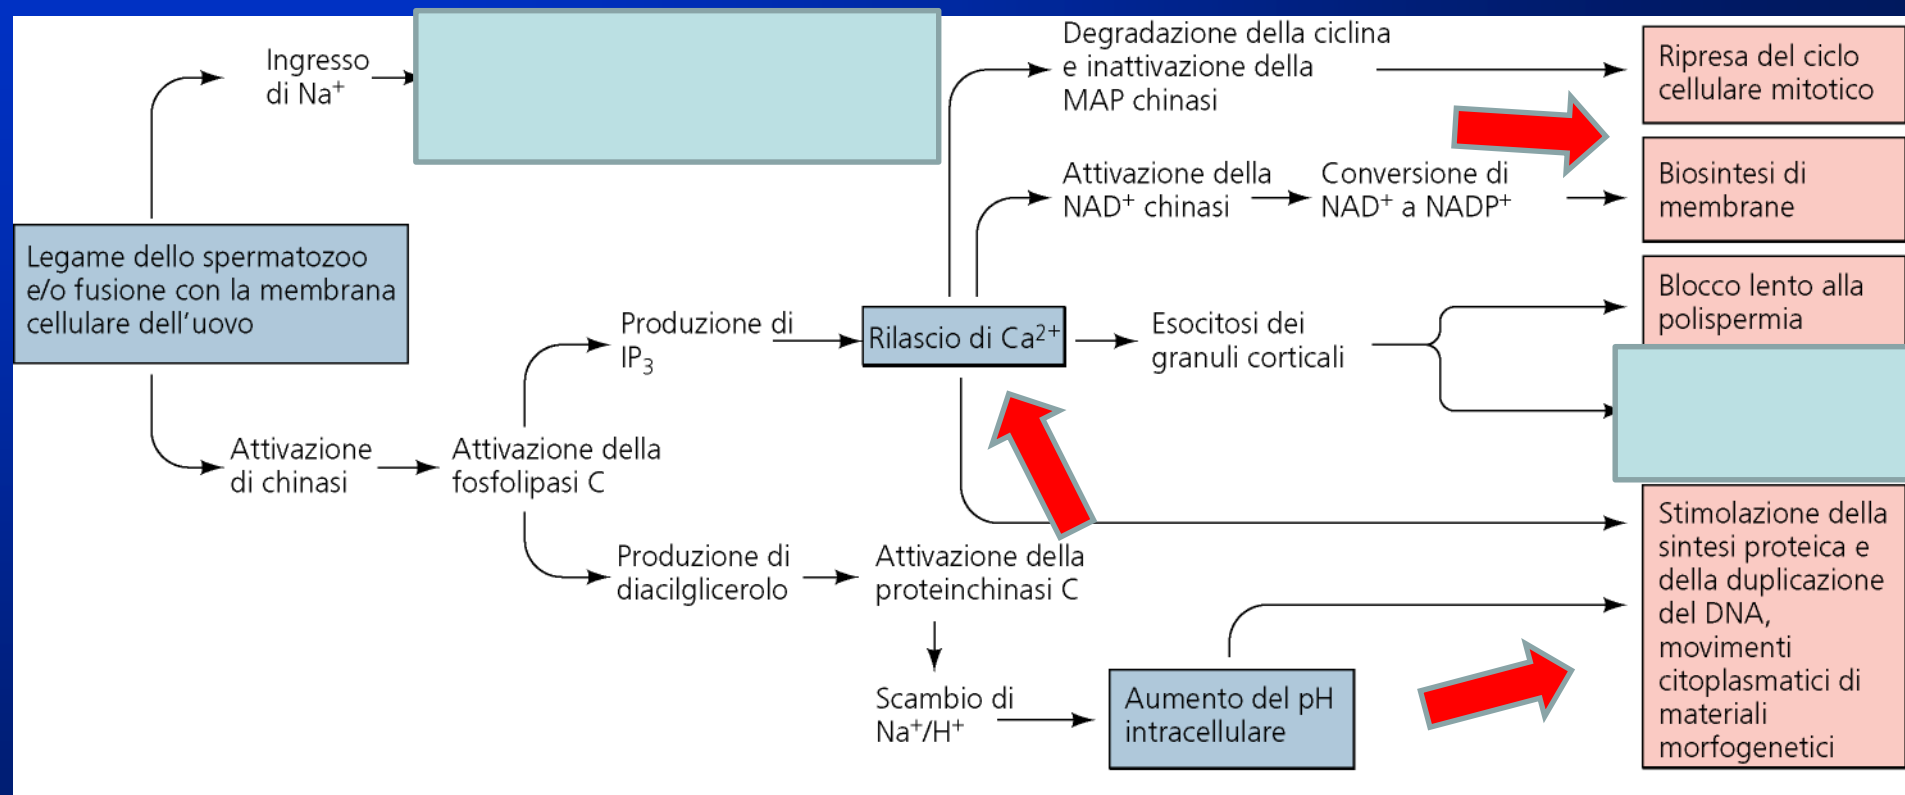 Ingresso
di Na⁺
Degradazione della ciclina
e inattivazione della
MAP chinasi
Ripresa del ciclo
cellulare mitotico
Attivazione della
NAD⁺ chinasi
Conversione di
NAD⁺ a NADP⁺
Biosintesi di
membrane
Legame dello spermatozoo
e/o fusione con la membrana
cellulare dell'uovo
Produzione di
IP₃
Rilascio di Ca²⁺
Esocitosi dei
granuli corticali
Blocco lento alla
polispermia
Attivazione
di chinasi
Attivazione della
fosfolipasi C
Produzione di
diacilglicerolo
Attivazione della
proteinchinasi C
Scambio di
Na⁺/H⁺
Aumento del pH
intracellulare
Stimolazione della
sintesi proteica e
della duplicazione
del DNA,
movimenti
citoplasmatici di
materiali
morfogenetici